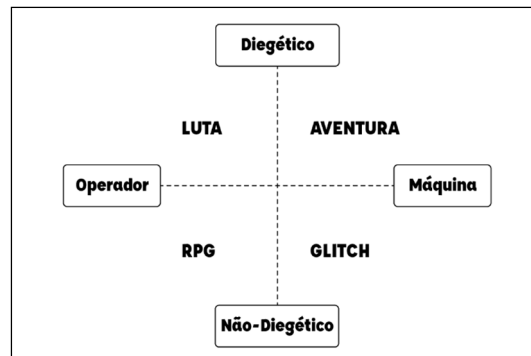 Diegético
LUTA
AVENTURA
Operador
Máquina
RPG
GLITCH
Não-Diegético